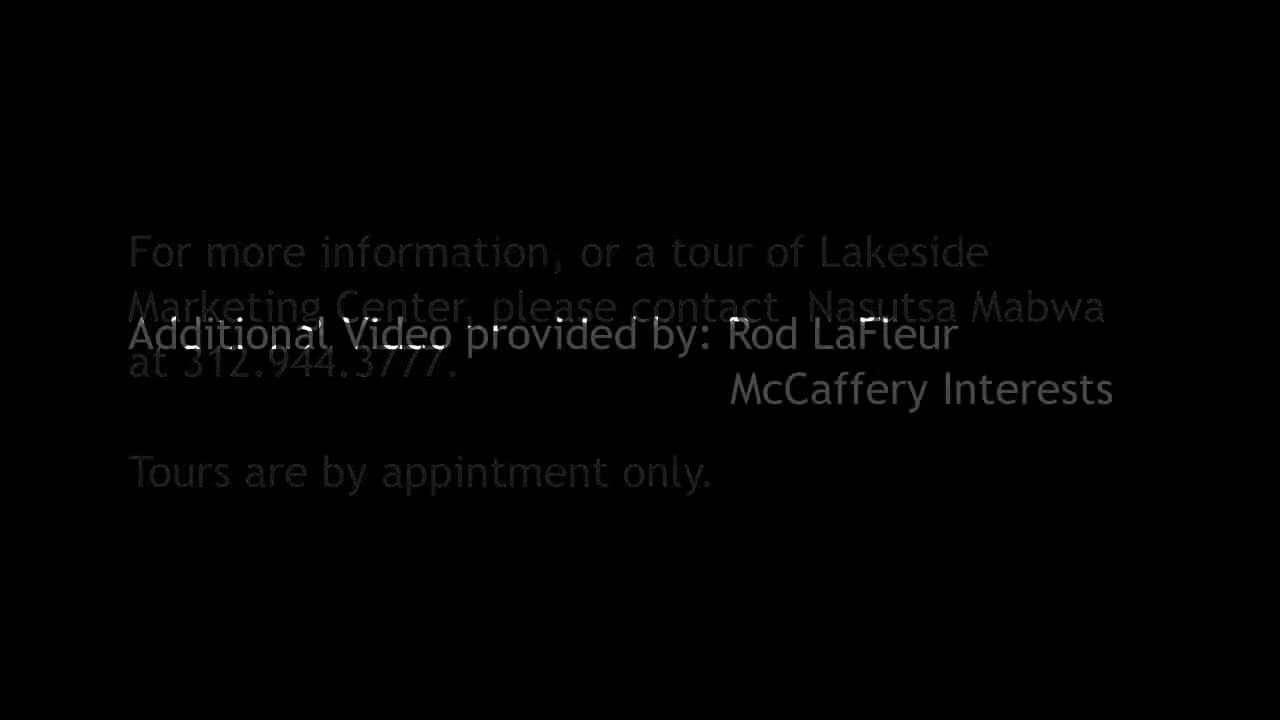 For more information, or a tour of Lakeside
Marketing Center, please contact Nasutsa Mabwa
at 312.944.3777.
Tours are by appintment only.
Additional Video provided by: Rod LaFleur
McCaffery Interests